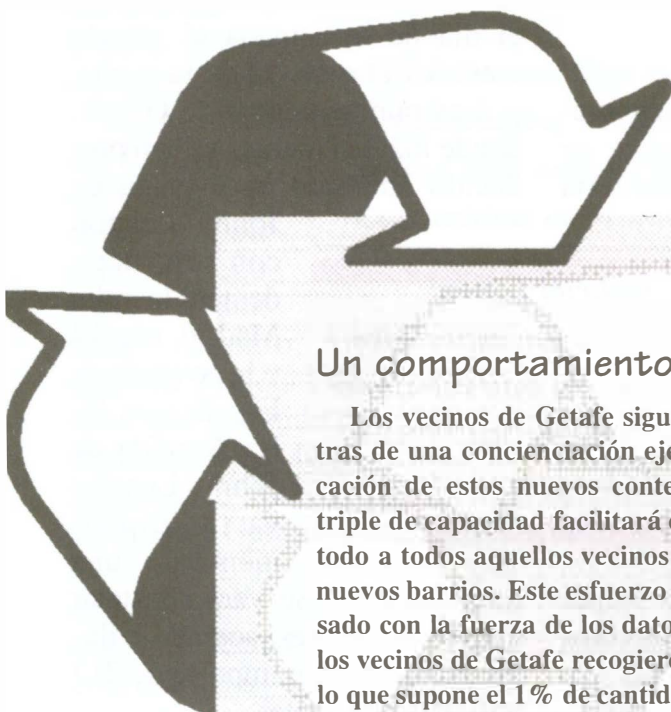 Un comportamiento
Los vecinos de Getafe sigu
tras de una concienciación eje
cación de estos nuevos conte
triple de capacidad facilitará
todo a todos aquellos vecinos
nuevos barrios. Este esfuerzo
sado con la fuerza de los dato
los vecinos de Getafe recogiero
lo que supone el 1% de cantid